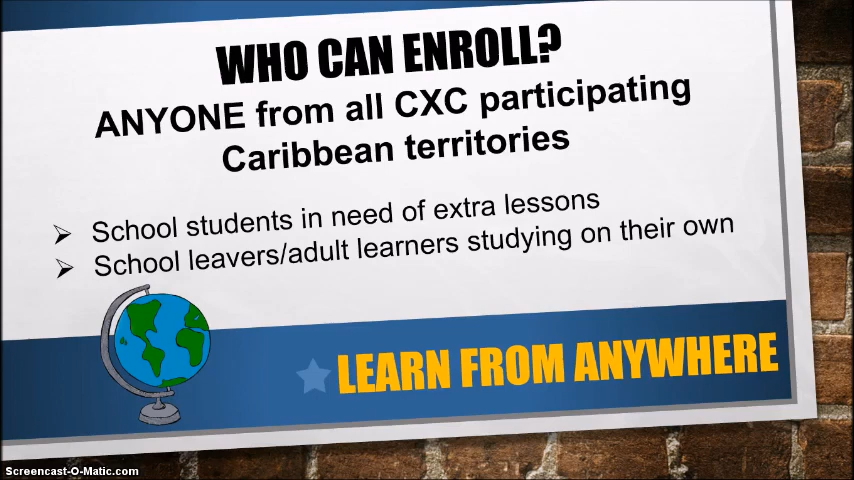 WHO CAN ENROLL?
ANYONE from all CXC participating
Caribbean territories
School students in need of extra lessons
School leavers/adult learners studying on their own
LEARN FROM ANYWHERE
Screencast-O-Matic.com